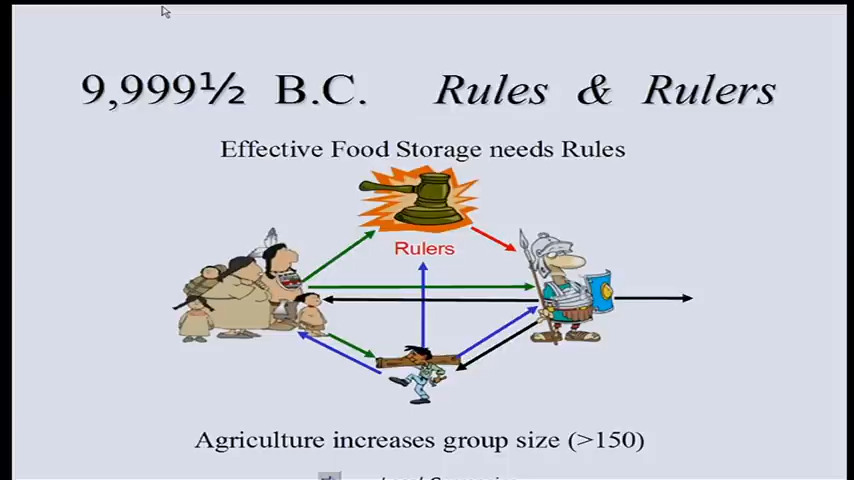 9,999½ B.C. Rules & Rulers
Effective Food Storage needs Rules
Rulers
Agriculture increases group size (>150)